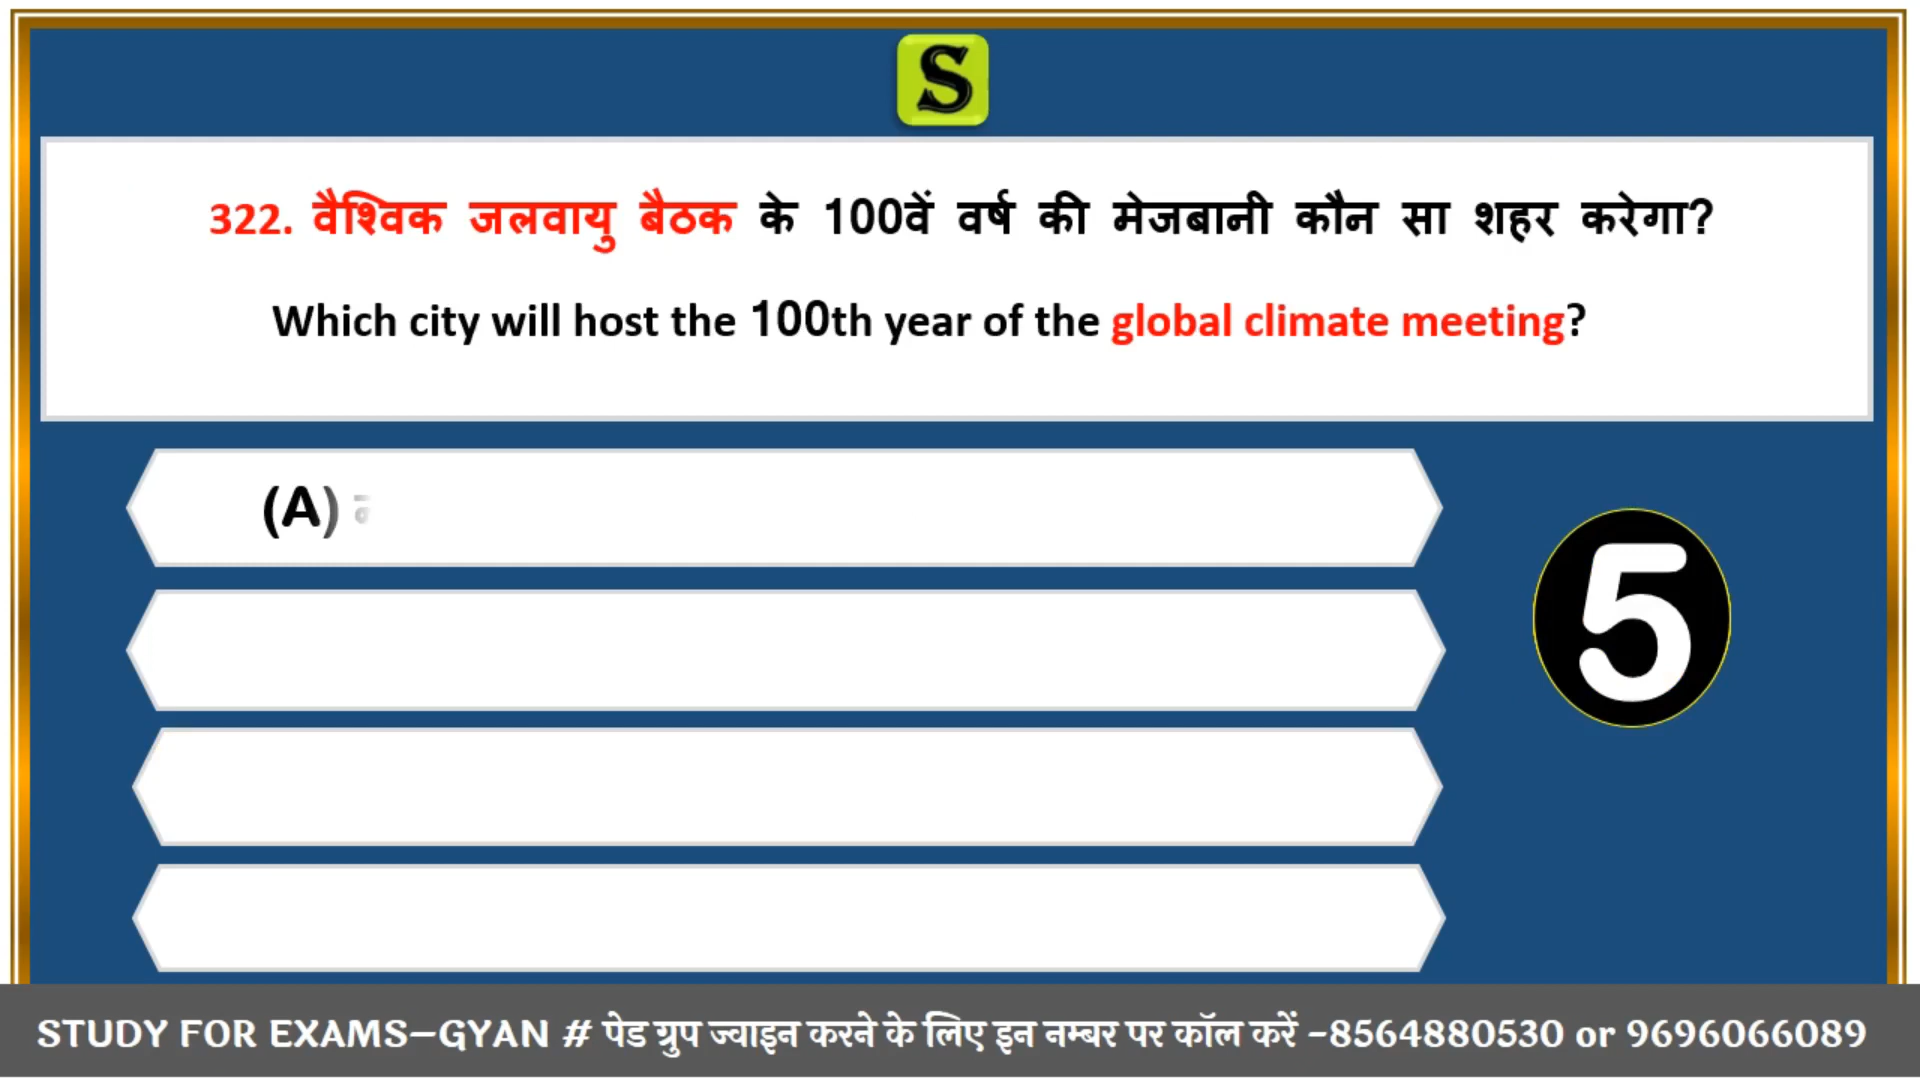 S
322. वैश्विक जलवायु बैठक के 100वें वर्ष की मेजबानी कौन सा शहर करेगा?
Which city will host the 100th year of the global climate meeting?
(A)
5
STUDY FOR EXAMS–GYAN # पेड ग्रुप ज्वाइन करने के लिए इन नम्बर पर कॉल करें -8564880530 or 9696066089